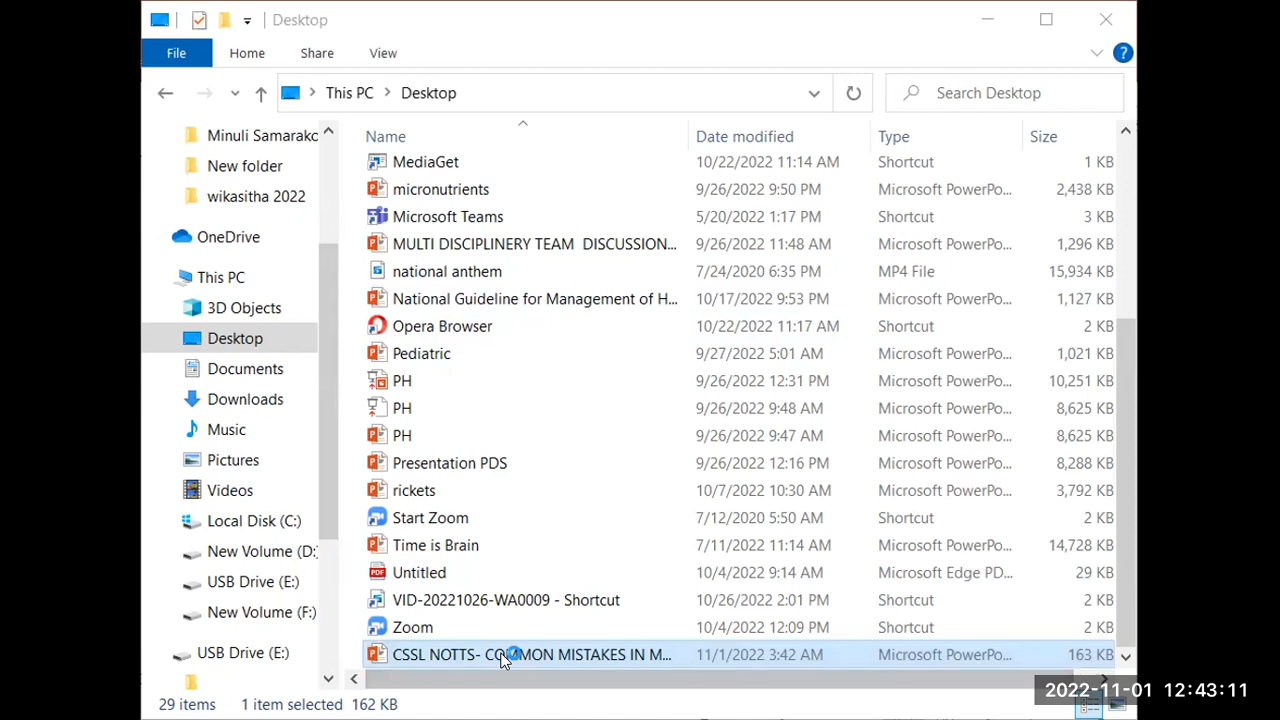 Desktop
File Home Share View
This PC Desktop Search Desktop
Minuli Samarako
New folder
wikasitha 2022
OneDrive
This PC
3D Objects
Desktop
Documents
Downloads
Music
Pictures
Videos
Local Disk (C:)
New Volume (D:)
USB Drive (E:)
New Volume (F:)
USB Drive (E:)
Name Date modified Type Size
MediaGet 10/22/2022 11:14 AM Shortcut 1 KB
micronutrients 9/26/2022 9:50 PM Microsoft PowerPo... 2,438 KB
Microsoft Teams 5/20/2022 1:17 PM Shortcut 3 KB
MULTI DISCIPLINERY TEAM DISCUSSION... 9/26/2022 11:48 AM Microsoft PowerPo... 1,296 KB
national anthem 7/24/2020 6:35 PM MP4 File 15,934 KB
National Guideline for Management of H... 10/17/2022 9:53 PM Microsoft PowerPo... 1,127 KB
Opera Browser 10/22/2022 11:17 AM Shortcut 2 KB
Pediatric 9/27/2022 5:01 AM Microsoft PowerPo... 1,021 KB
PH 9/26/2022 12:31 PM Microsoft PowerPo... 10,251 KB
PH 9/26/2022 9:48 AM Microsoft PowerPo... 8,625 KB
PH 9/26/2022 9:47 AM Microsoft PowerPo... 8,625 KB
Presentation PDS 9/26/2022 12:16 PM Microsoft PowerPo... 8,288 KB
rickets 10/7/2022 10:30 AM Microsoft PowerPo... 3,792 KB
Start Zoom 7/12/2020 5:50 AM Shortcut 2 KB
Time is Brain 7/11/2022 11:14 AM Microsoft PowerPo... 14,728 KB
Untitled 10/4/2022 9:14 AM Microsoft Edge PD... 29 KB
VID-20221026-WA0009 - Shortcut 10/26/2022 2:01 PM Shortcut 2 KB
Zoom 10/4/2022 12:09 PM Shortcut 2 KB
CSSL NOTTS- COMMON MISTAKES IN M... 11/1/2022 3:42 AM Microsoft PowerPo... 163 KB
29 items 1 item selected 162 KB
2022-11-01 12:43:11